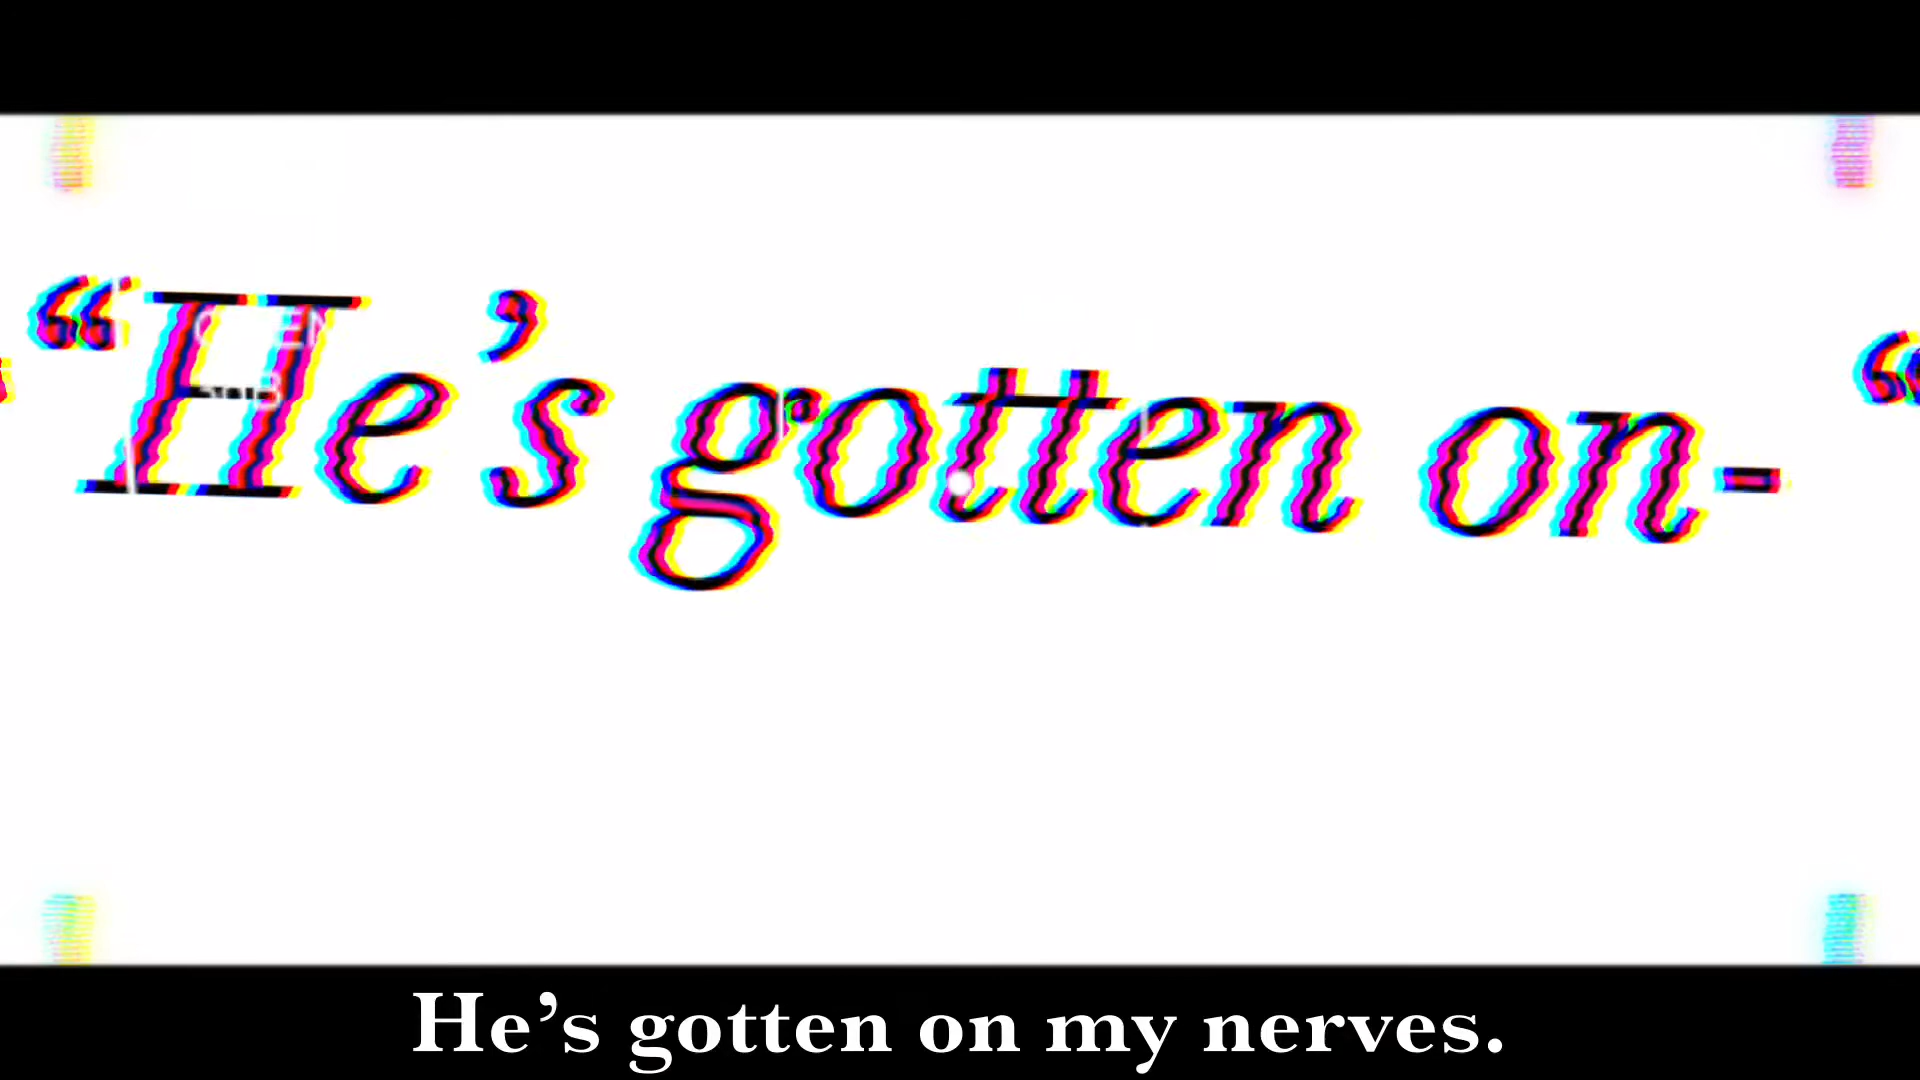 “He’s gotten on- “
He’s gotten on my nerves.